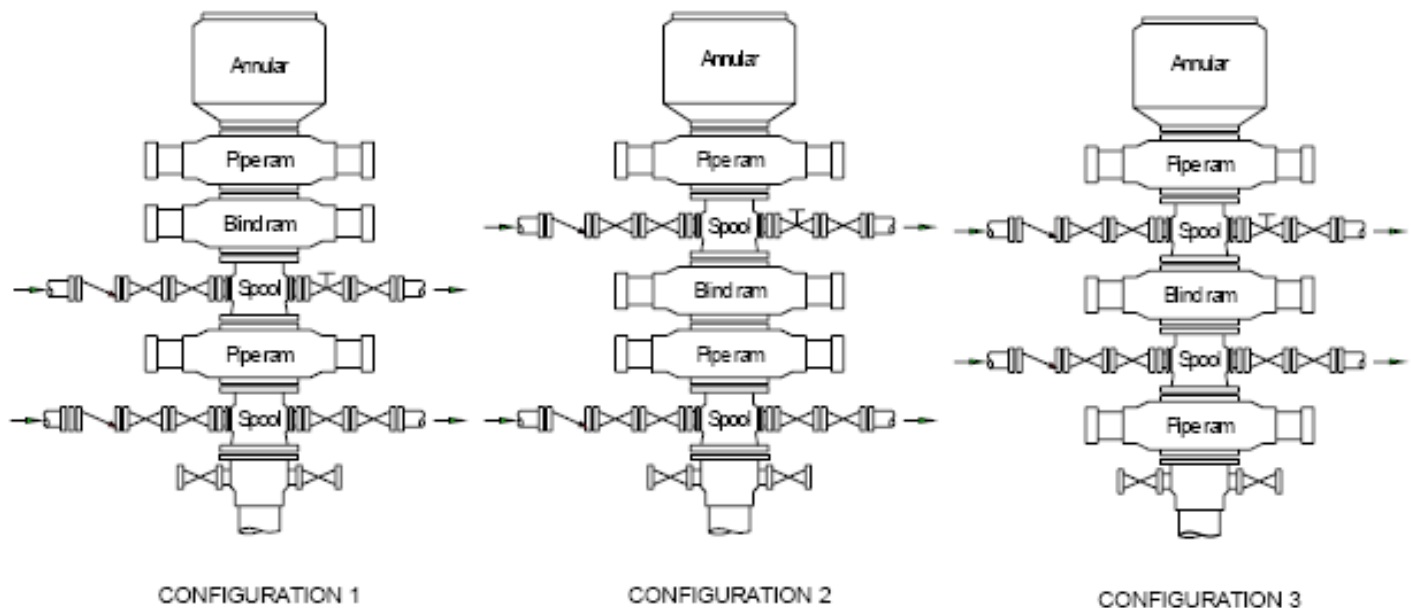 Annular
Pipe ram
Blind ram
Spool
Pipe ram
Spool
CONFIGURATION 1
Annular
Pipe ram
Spool
Blind ram
Pipe ram
Spool
CONFIGURATION 2
Annular
Pipe ram
Spool
Blind ram
Spool
Pipe ram
CONFIGURATION 3